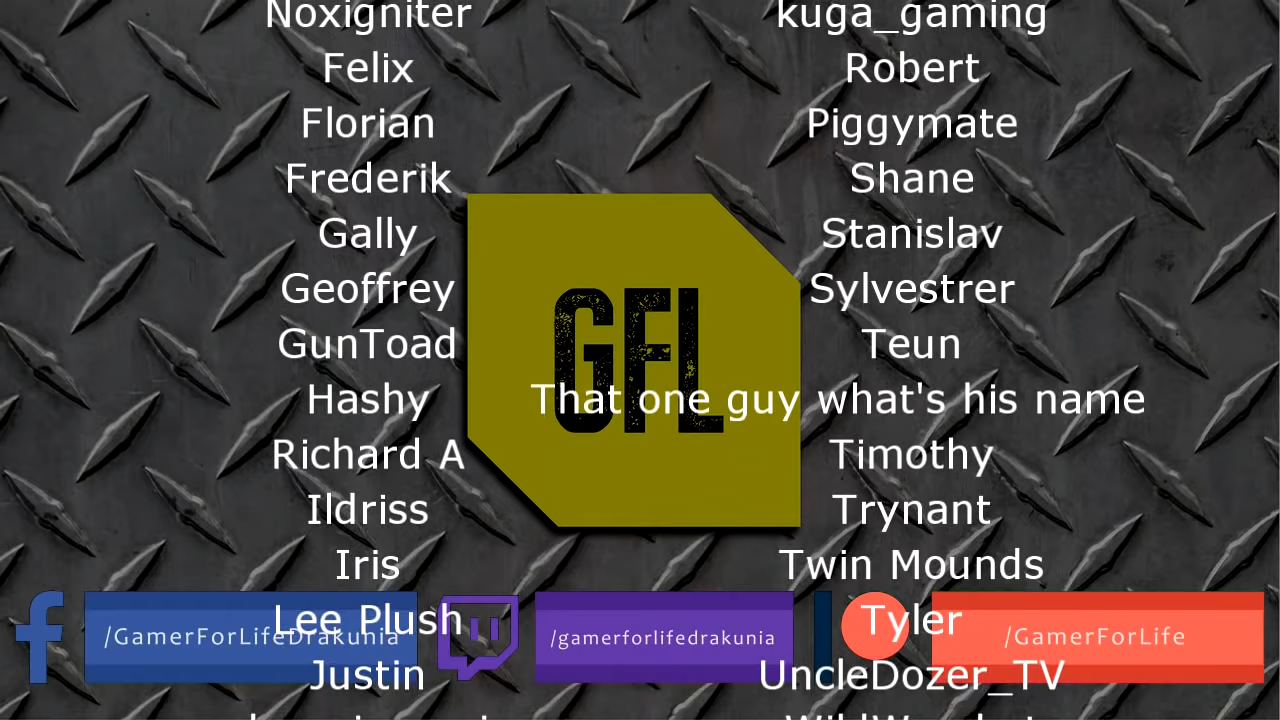 Noxigniter
Felix
Florian
Frederik
Gally
Geoffrey
GunToad
Hashy
Richard A
Ildriss
Iris
Lee Plush
Justin
kuga_gaming
Robert
Piggymate
Shane
Stanislav
Sylvestrer
Teun
That one guy what's his name
Timothy
Trynant
Twin Mounds
Tyler
UncleDozer_TV
GFL
/GamerForLifeDrakunia
/gamerforlifedrakunia
/GamerForLife